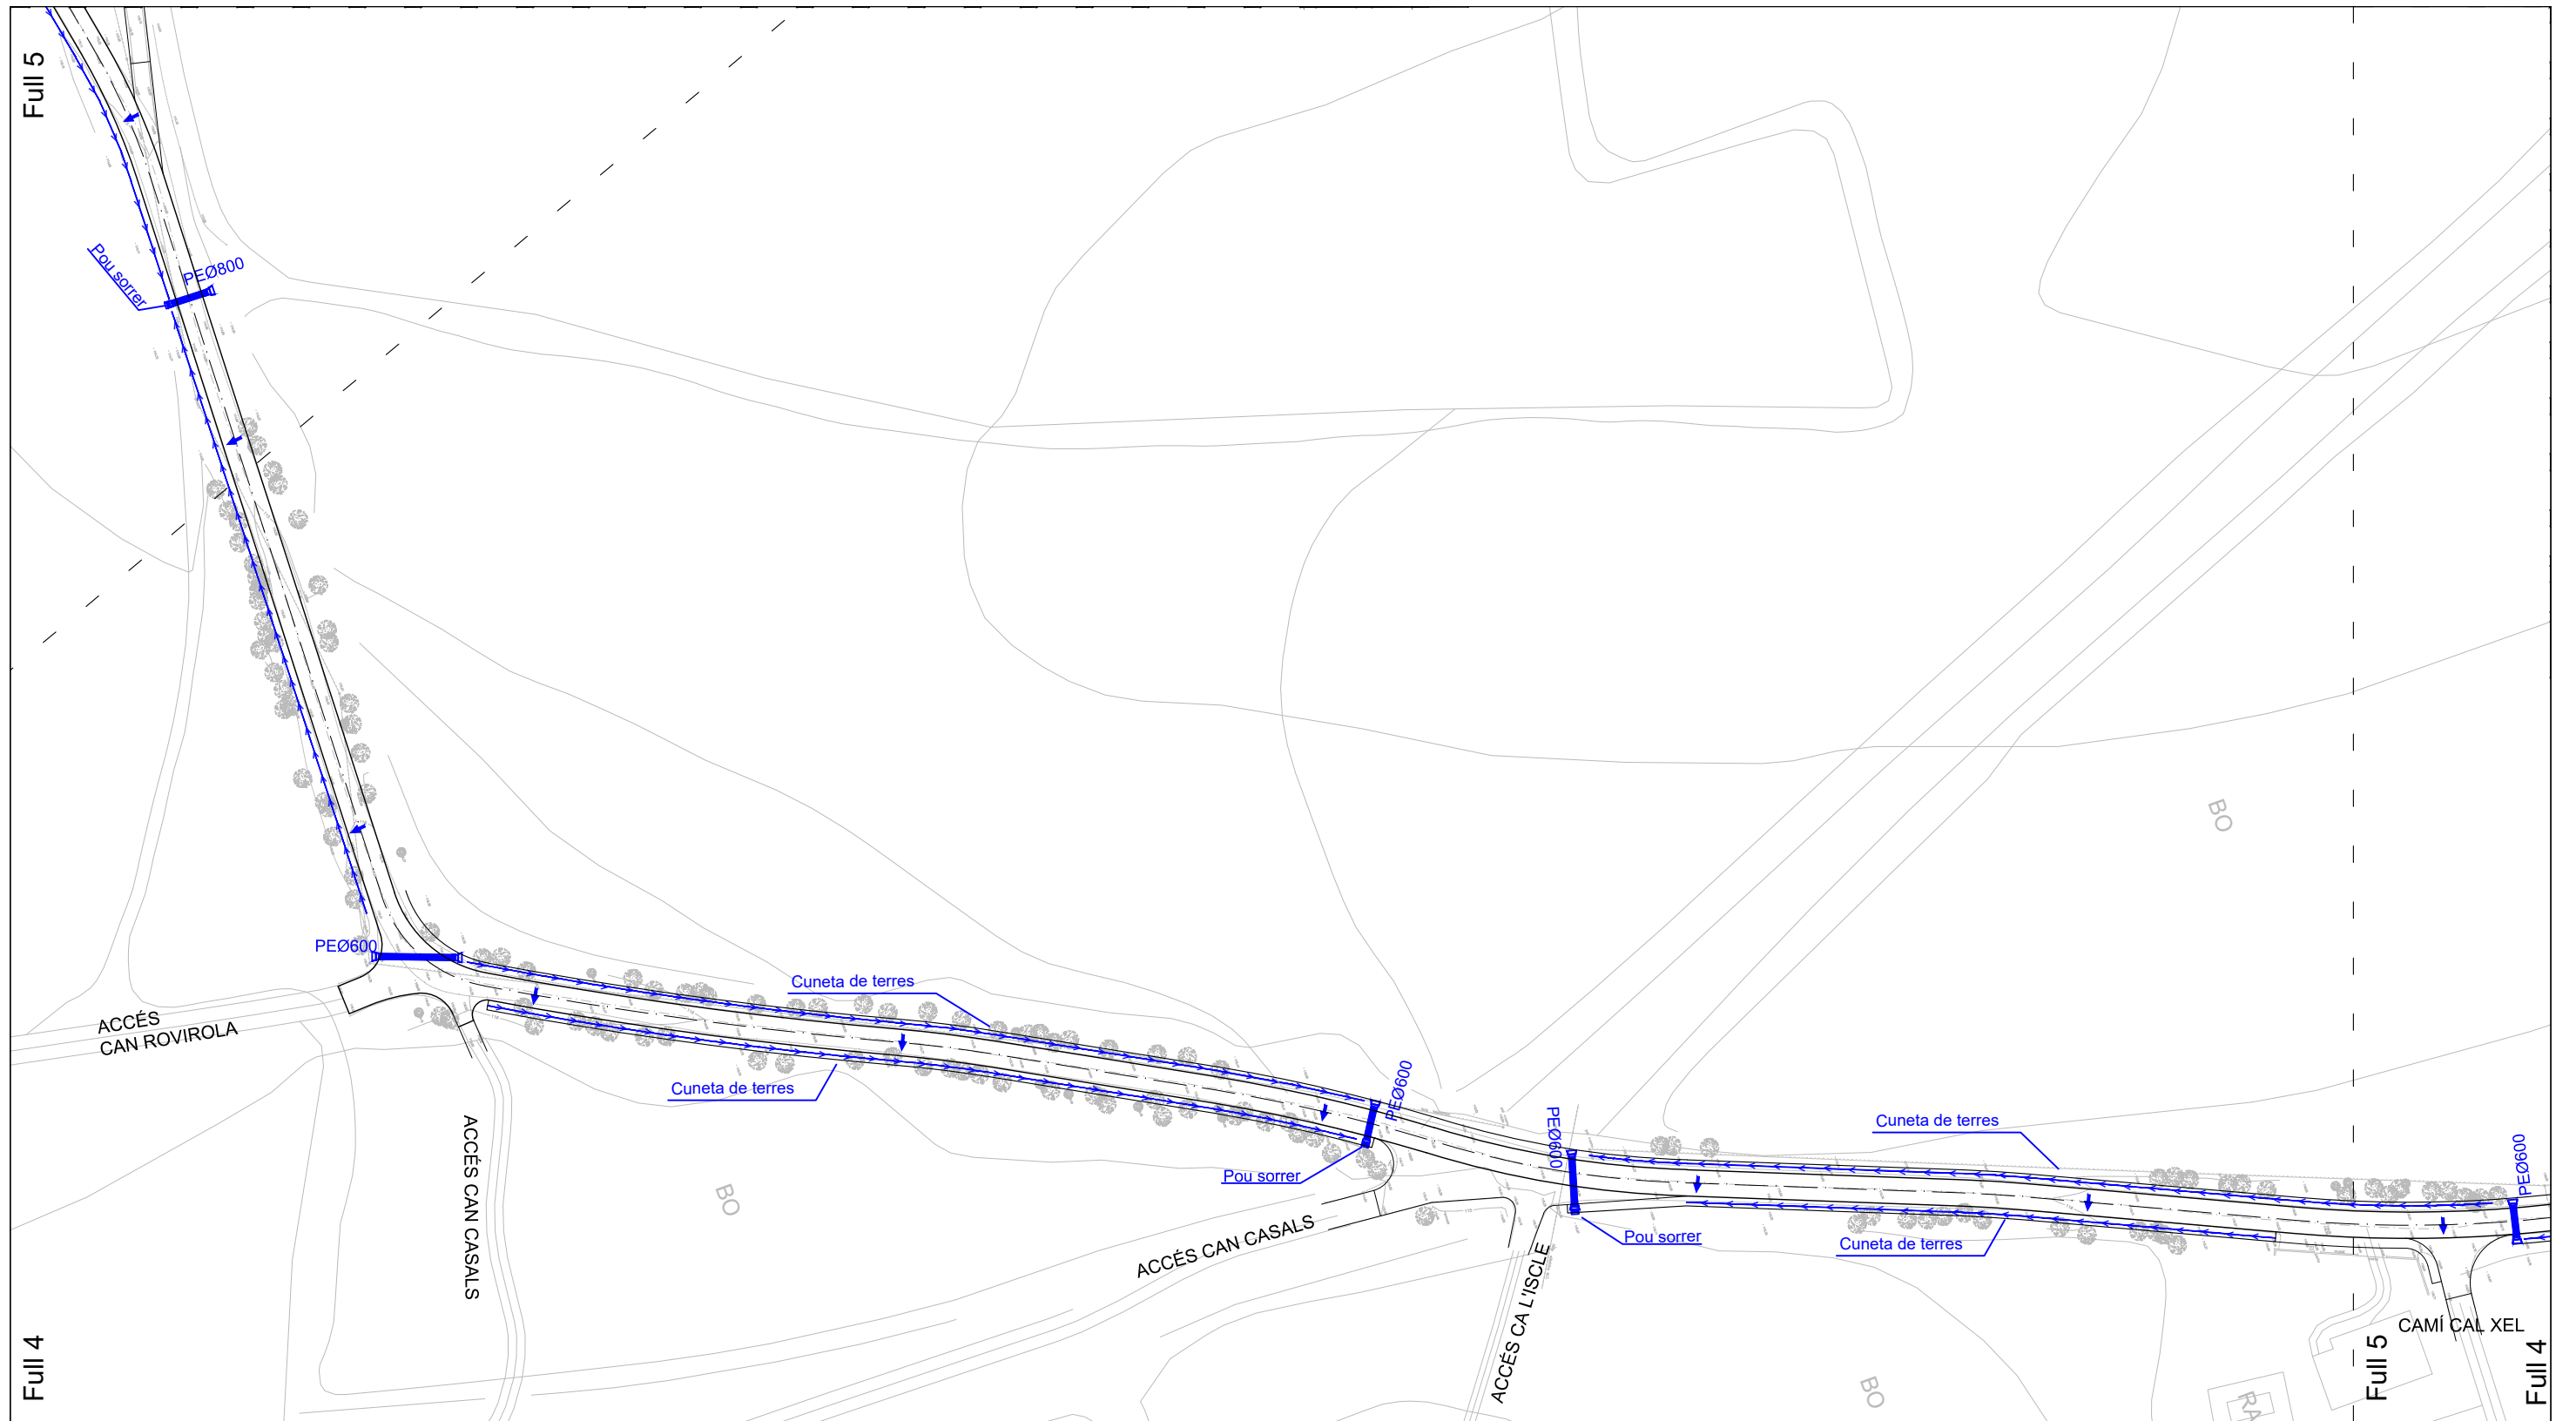 Full 5
Pou sorrer
PEØ800
PEØ600
ACCÉS
CAN ROVIROLA
Cuneta de terres
Cuneta de terres
ACCÉS CAN CASALS
BO
PEØ600
Pou sorrer
ACCÉS CAN CASALS
PEØ600
Pou sorrer
ACCÉS CA L'ISCLE
Cuneta de terres
Cuneta de terres
BO
PEØ600
CAMÍ CAL XEL
BO
RA
Full 4
Full 5
Full 4